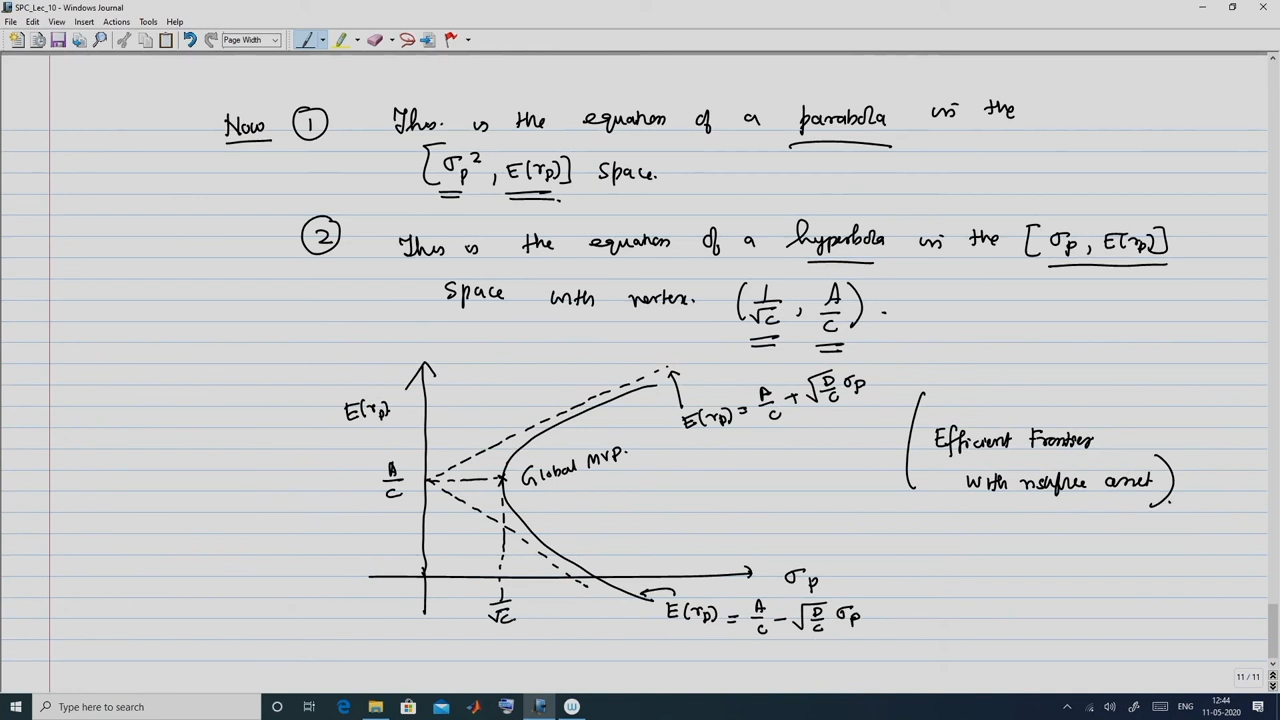 SPC_Lec_10 - Windows Journal
File Edit View Insert Actions Tools Help
Page Width
Now ① This. is the equation of a parabola in the
[σp², E(rp)] space.
② This is the equation of a hyperbola in the [σp, E(rp)]
space with vertex. (1/√C, A/C).
E(rp)
E(rp) = A/C + √(D/C) σp
A/C
Global MVP.
(Efficient Frontier
with riskfree asset).
σp
1/√C
E(rp) = A/C - √(D/C) σp
11 / 11
Type here to search
ENG
12:44
11-05-2020